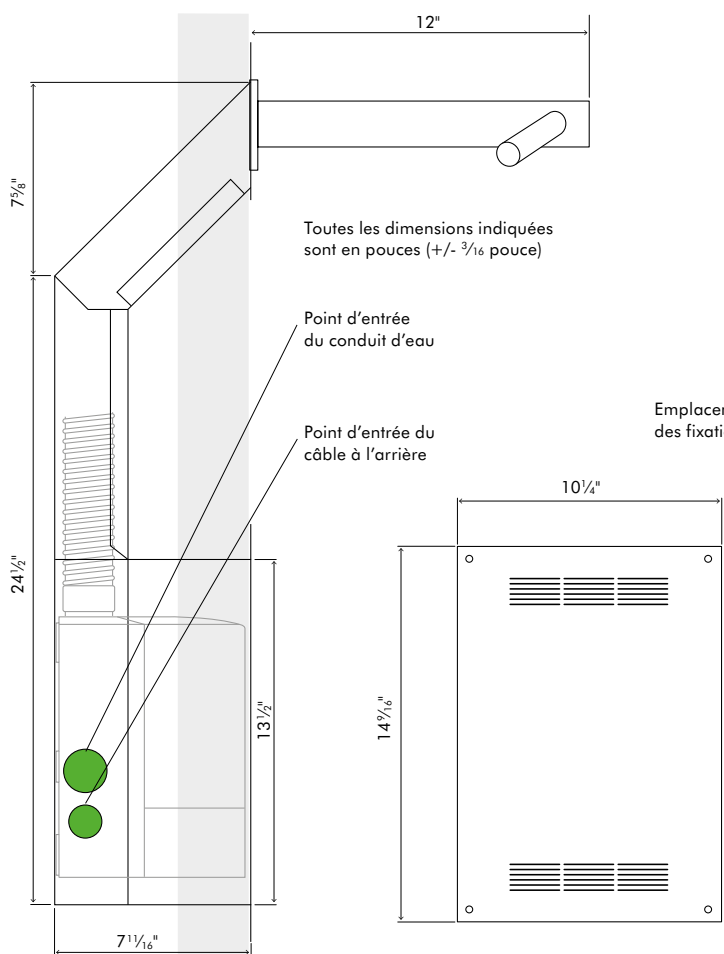 12"
7⅝"
Toutes les dimensions indiquées
sont en pouces (+/- 3/16 pouce)
Point d'entrée
du conduit d'eau
Point d'entrée du
câble à l'arrière
des
10¼"
24½"
13½"
14 9/16"
7 11/16"